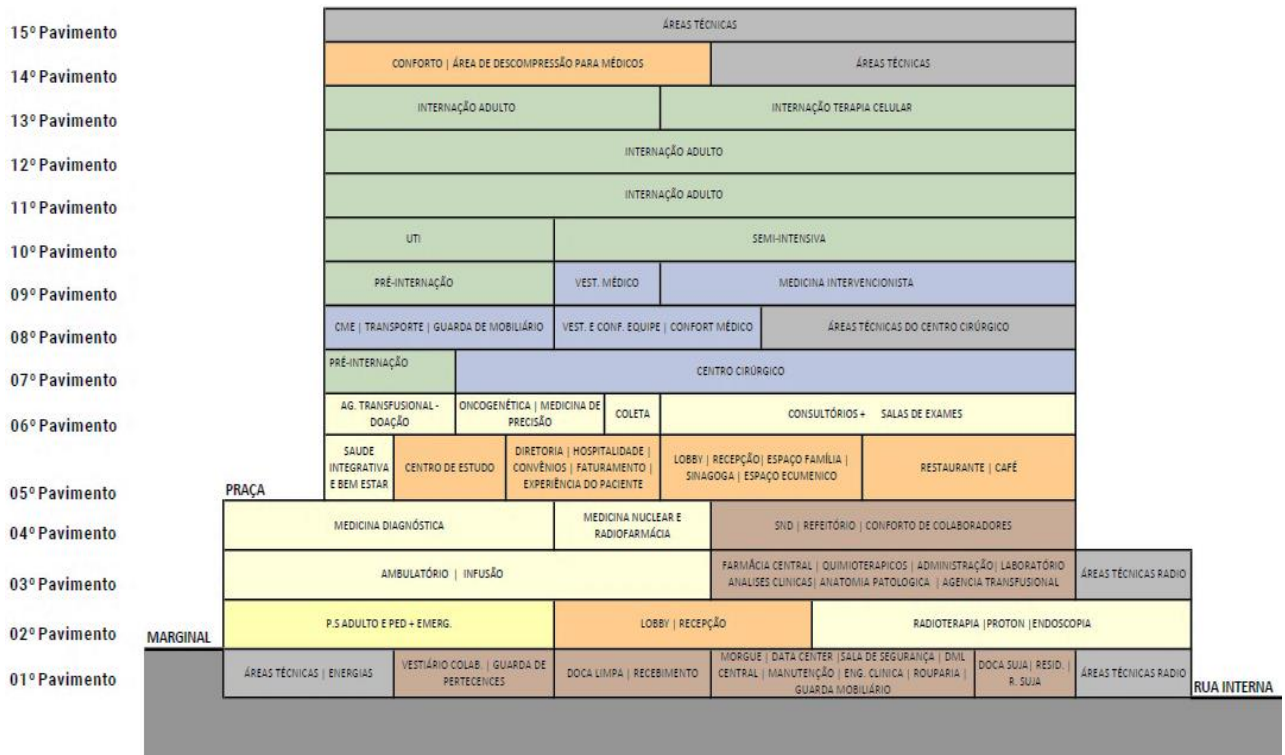 15º Pavimento
ÁREAS TÉCNICAS
14º Pavimento
CONFORTO | ÁREA DE DESCOMPRESSÃO PARA MÉDICOS
ÁREAS TÉCNICAS
13º Pavimento
INTERNAÇÃO ADULTO
INTERNAÇÃO TERAPIA CELULAR
12º Pavimento
INTERNAÇÃO ADULTO
11º Pavimento
INTERNAÇÃO ADULTO
10º Pavimento
UTI
SEMI-INTENSIVA
09º Pavimento
PRÉ-INTERNAÇÃO
VEST. MÉDICO
MEDICINA INTERVENCIONISTA
08º Pavimento
CME | TRANSPORTE | GUARDA DE MOBILIÁRIO
VEST. E CONF. EQUIPE | CONFORT MÉDICO
ÁREAS TÉCNICAS DO CENTRO CIRÚRGICO
07º Pavimento
PRÉ-INTERNAÇÃO
CENTRO CIRÚRGICO
06º Pavimento
AG. TRANSFUSIONAL -
DOAÇÃO
ONCOGENÉTICA | MEDICINA DE
PRECISÃO
COLETA
CONSULTÓRIOS + SALAS DE EXAMES
05º Pavimento
PRAÇA
SAUDE
INTEGRATIVA
E BEM ESTAR
CENTRO DE ESTUDO
DIRETORIA | HOSPITALIDADE |
CONVÊNIOS | FATURAMENTO |
EXPERIÊNCIA DO PACIENTE
LOBBY | RECEPÇÃO| ESPAÇO FAMÍLIA |
SINAGOGA | ESPAÇO ECUMENICO
RESTAURANTE | CAFÉ
04º Pavimento
MEDICINA DIAGNÓSTICA
MEDICINA NUCLEAR E
RADIOFARMÁCIA
SND | REFEITÓRIO | CONFORTO DE COLABORADORES
03º Pavimento
AMBULATÓRIO | INFUSÃO
FARMÂCIA CENTRAL | QUIMIOTERAPICOS | ADMINISTRAÇÃO| LABORATÓRIO
ANALISES CLINICAS| ANATOMIA PATOLOGICA | AGENCIA TRANSFUSIONAL
ÁREAS TÉCNICAS RADIO
02º Pavimento
MARGINAL
P.S ADULTO E PED + EMERG.
LOBBY | RECEPÇÃO
RADIOTERAPIA |PROTON |ENDOSCOPIA
01º Pavimento
ÁREAS TÉCNICAS | ENERGIAS
VESTIÁRIO COLAB. | GUARDA DE
PERTECENCES
DOCA LIMPA | RECEBIMENTO
MORGUE | DATA CENTER |SALA DE SEGURANÇA | DML
CENTRAL | MANUTENÇÃO | ENG. CLINICA | ROUPARIA |
GUARDA MOBILIÁRIO
DOCA SUJA| RESID. |
R. SUJA
ÁREAS TÉCNICAS RADIO
RUA INTERNA